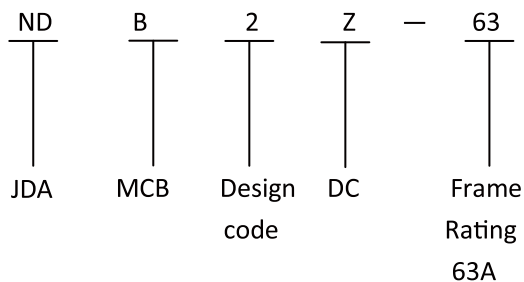 ND B 2 Z — 63
JDA MCB Design DC Frame
code Rating
63A